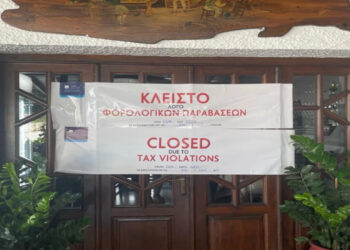 ΚΛΕΙΣΤΟ
ΛΟΓΩ
ΦΟΡΟΛΟΓΙΚΩΝ ΠΑΡΑΒΑΣΕΩΝ
CLOSED
DUE TO
TAX VIOLATIONS